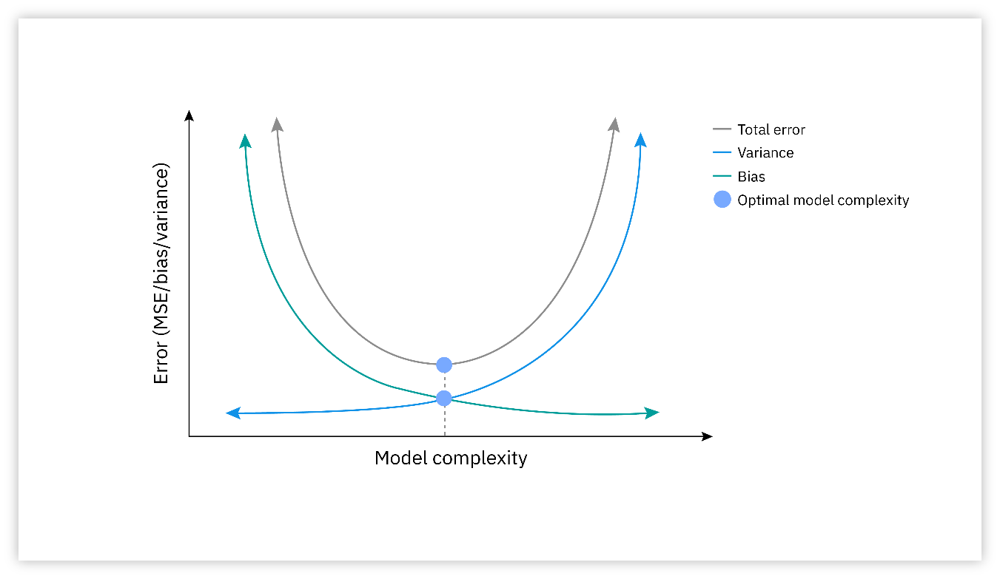 Error (MSE/bias/variance)
Total error
Variance
Bias
Optimal model complexity
Model complexity